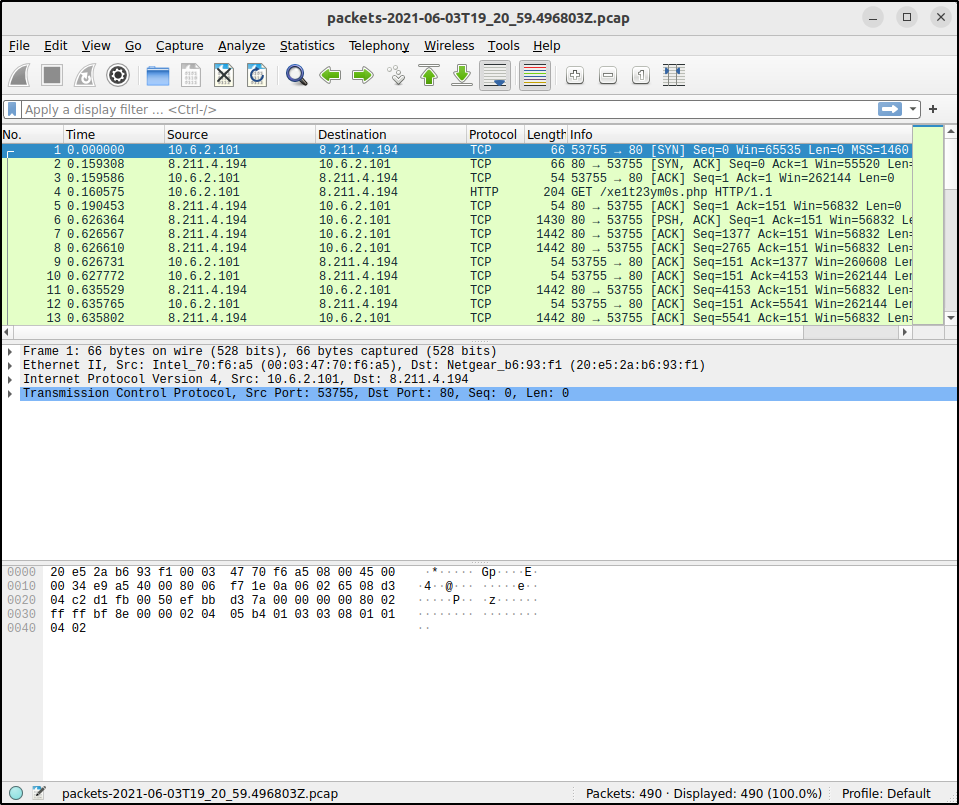 packets-2021-06-03T19_20_59.496803Z.pcap
File Edit View Go Capture Analyze Statistics Telephony Wireless Tools Help
Apply a display filter ... <Ctrl-/>
No. Time Source Destination Protocol Length Info
1 0.000000 10.6.2.101 8.211.4.194 TCP 66 53755 → 80 [SYN] Seq=0 Win=65535 Len=0 MSS=1460
2 0.159308 8.211.4.194 10.6.2.101 TCP 66 80 → 53755 [SYN, ACK] Seq=0 Ack=1 Win=55520 Len=
3 0.159586 10.6.2.101 8.211.4.194 TCP 54 53755 → 80 [ACK] Seq=1 Ack=1 Win=262144 Len=0
4 0.160575 10.6.2.101 8.211.4.194 HTTP 204 GET /xe1t23ym0s.php HTTP/1.1
5 0.190453 8.211.4.194 10.6.2.101 TCP 54 80 → 53755 [ACK] Seq=1 Ack=151 Win=56832 Len=0
6 0.626364 8.211.4.194 10.6.2.101 TCP 1430 80 → 53755 [PSH, ACK] Seq=1 Ack=151 Win=56832 Le
7 0.626567 8.211.4.194 10.6.2.101 TCP 1442 80 → 53755 [ACK] Seq=1377 Ack=151 Win=56832 Len=
8 0.626610 8.211.4.194 10.6.2.101 TCP 1442 80 → 53755 [ACK] Seq=2765 Ack=151 Win=56832 Len=
9 0.626731 10.6.2.101 8.211.4.194 TCP 54 53755 → 80 [ACK] Seq=151 Ack=1377 Win=260608 Ler
10 0.627772 10.6.2.101 8.211.4.194 TCP 54 53755 → 80 [ACK] Seq=151 Ack=4153 Win=262144 Ler
11 0.635529 8.211.4.194 10.6.2.101 TCP 1442 80 → 53755 [ACK] Seq=4153 Ack=151 Win=56832 Len=
12 0.635765 10.6.2.101 8.211.4.194 TCP 54 53755 → 80 [ACK] Seq=151 Ack=5541 Win=262144 Ler
13 0.635802 8.211.4.194 10.6.2.101 TCP 1442 80 → 53755 [ACK] Seq=5541 Ack=151 Win=56832 Len=
Frame 1: 66 bytes on wire (528 bits), 66 bytes captured (528 bits)
Ethernet II, Src: Intel_70:f6:a5 (00:03:47:70:f6:a5), Dst: Netgear_b6:93:f1 (20:e5:2a:b6:93:f1)
Internet Protocol Version 4, Src: 10.6.2.101, Dst: 8.211.4.194
Transmission Control Protocol, Src Port: 53755, Dst Port: 80, Seq: 0, Len: 0
0000 20 e5 2a b6 93 f1 00 03 47 70 f6 a5 08 00 45 00 ·*····· Gp····E·
0010 00 34 e9 a5 40 00 80 06 f7 1e 0a 06 02 65 08 d3 ·4··@··· ·····e··
0020 04 c2 d1 fb 00 50 ef bb d3 7a 00 00 00 00 80 02 ·····P·· ·z······
0030 ff ff bf 8e 00 00 02 04 05 b4 01 03 03 08 01 01 ········ ········
0040 04 02 ··
packets-2021-06-03T19_20_59.496803Z.pcap Packets: 490 · Displayed: 490 (100.0%) Profile: Default